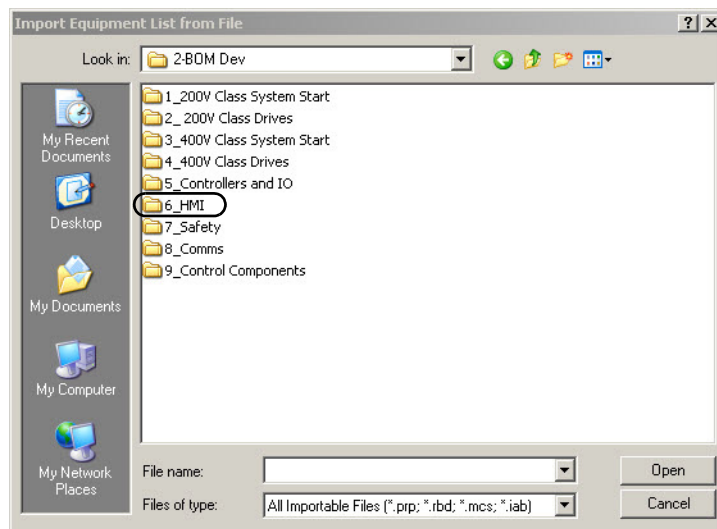 Import Equipment List from File
Look in:
2-BOM Dev
My Recent
Documents
Desktop
My Documents
My Computer
My Network
Places
1_200V Class System Start
2_ 200V Class Drives
3_400V Class System Start
4_400V Class Drives
5_Controllers and IO
6_HMI
7_Safety
8_Comms
9_Control Components
File name:
Open
Files of type:
All Importable Files (*.prp; *.rbd; *.mcs; *.iab)
Cancel